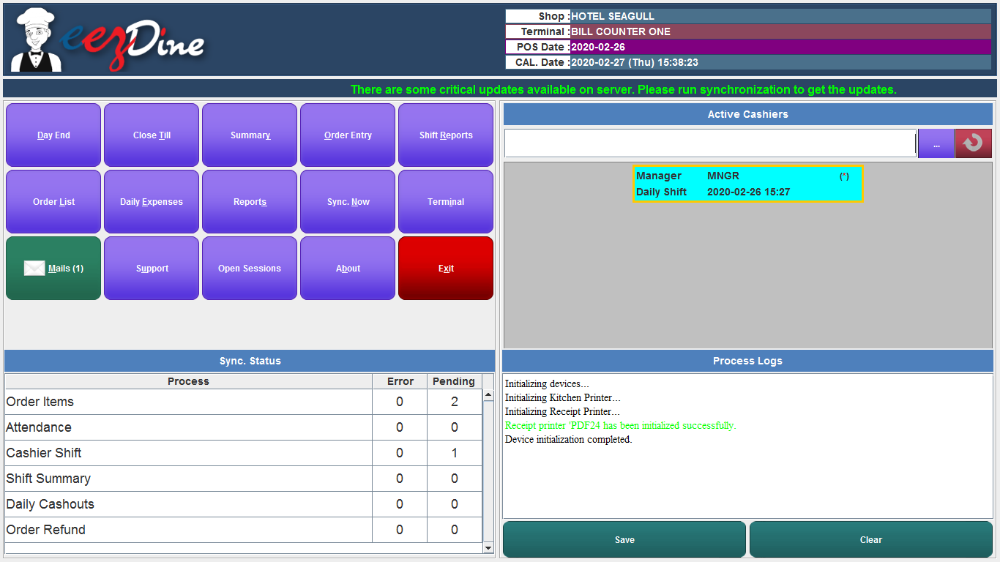 eezDine
Shop : HOTEL SEAGULL
Terminal : BILL COUNTER ONE
POS Date : 2020-02-26
CAL. Date : 2020-02-27 (Thu) 15:38:23
There are some critical updates available on server. Please run synchronization to get the updates.
Day End
Close Till
Summary
Order Entry
Shift Reports
Order List
Daily Expenses
Reports
Sync. Now
Terminal
Mails (1)
Support
Open Sessions
About
Exit
Active Cashiers
...
Manager MNGR (*)
Daily Shift 2020-02-26 15:27
Sync. Status
Process Error Pending
Order Items 0 2
Attendance 0 0
Cashier Shift 0 1
Shift Summary 0 0
Daily Cashouts 0 0
Order Refund 0 0
Process Logs
Initializing devices...
Initializing Kitchen Printer...
Initializing Receipt Printer...
Receipt printer 'PDF24 has been initialized successfully.
Device initialization completed.
Save
Clear